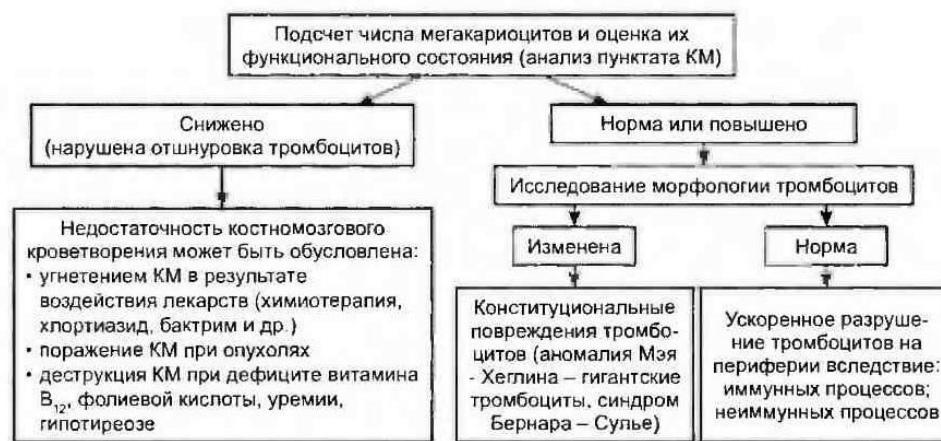 Подсчет числа мегакариоцитов и оценка их
функционального состояния (анализ пунктата КМ)
Снижено
(нарушена отшнуровка тромбоцитов)
Норма или повышено
Исследование морфологии тромбоцитов
Недостаточность костномозгового
кроветворения может быть обусловлена:
• угнетением КМ в результате
воздействия лекарств (химиотерапия,
хлортиазид, бактрим и др.)
• поражение КМ при опухолях
• деструкция КМ при дефиците витамина
B₁₂, фолиевой кислоты, уремии,
гипотиреозе
Изменена
Норма
Конституциональные
повреждения тромбо-
цитов (аномалия Мэя
- Хеглина – гигантские
тромбоциты, синдром
Бернара – Сулье)
Ускоренное разруше-
ние тромбоцитов на
периферии вследствие:
иммунных процессов;
неиммунных процессов